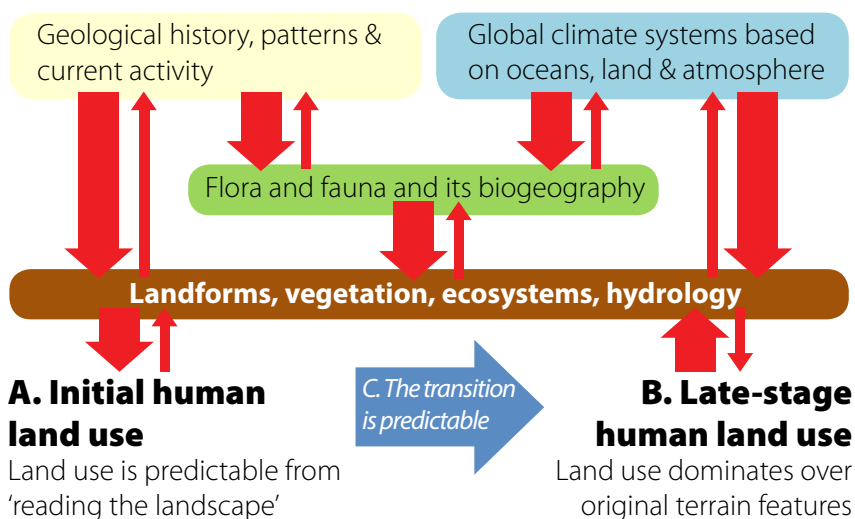 Geological history, patterns &
current activity
Global climate systems based
on oceans, land & atmosphere
Flora and fauna and its biogeography
Landforms, vegetation, ecosystems, hydrology
A. Initial human
land use
Land use is predictable from
‘reading the landscape’
C. The transition
is predictable
B. Late-stage
human land use
Land use dominates over
original terrain features